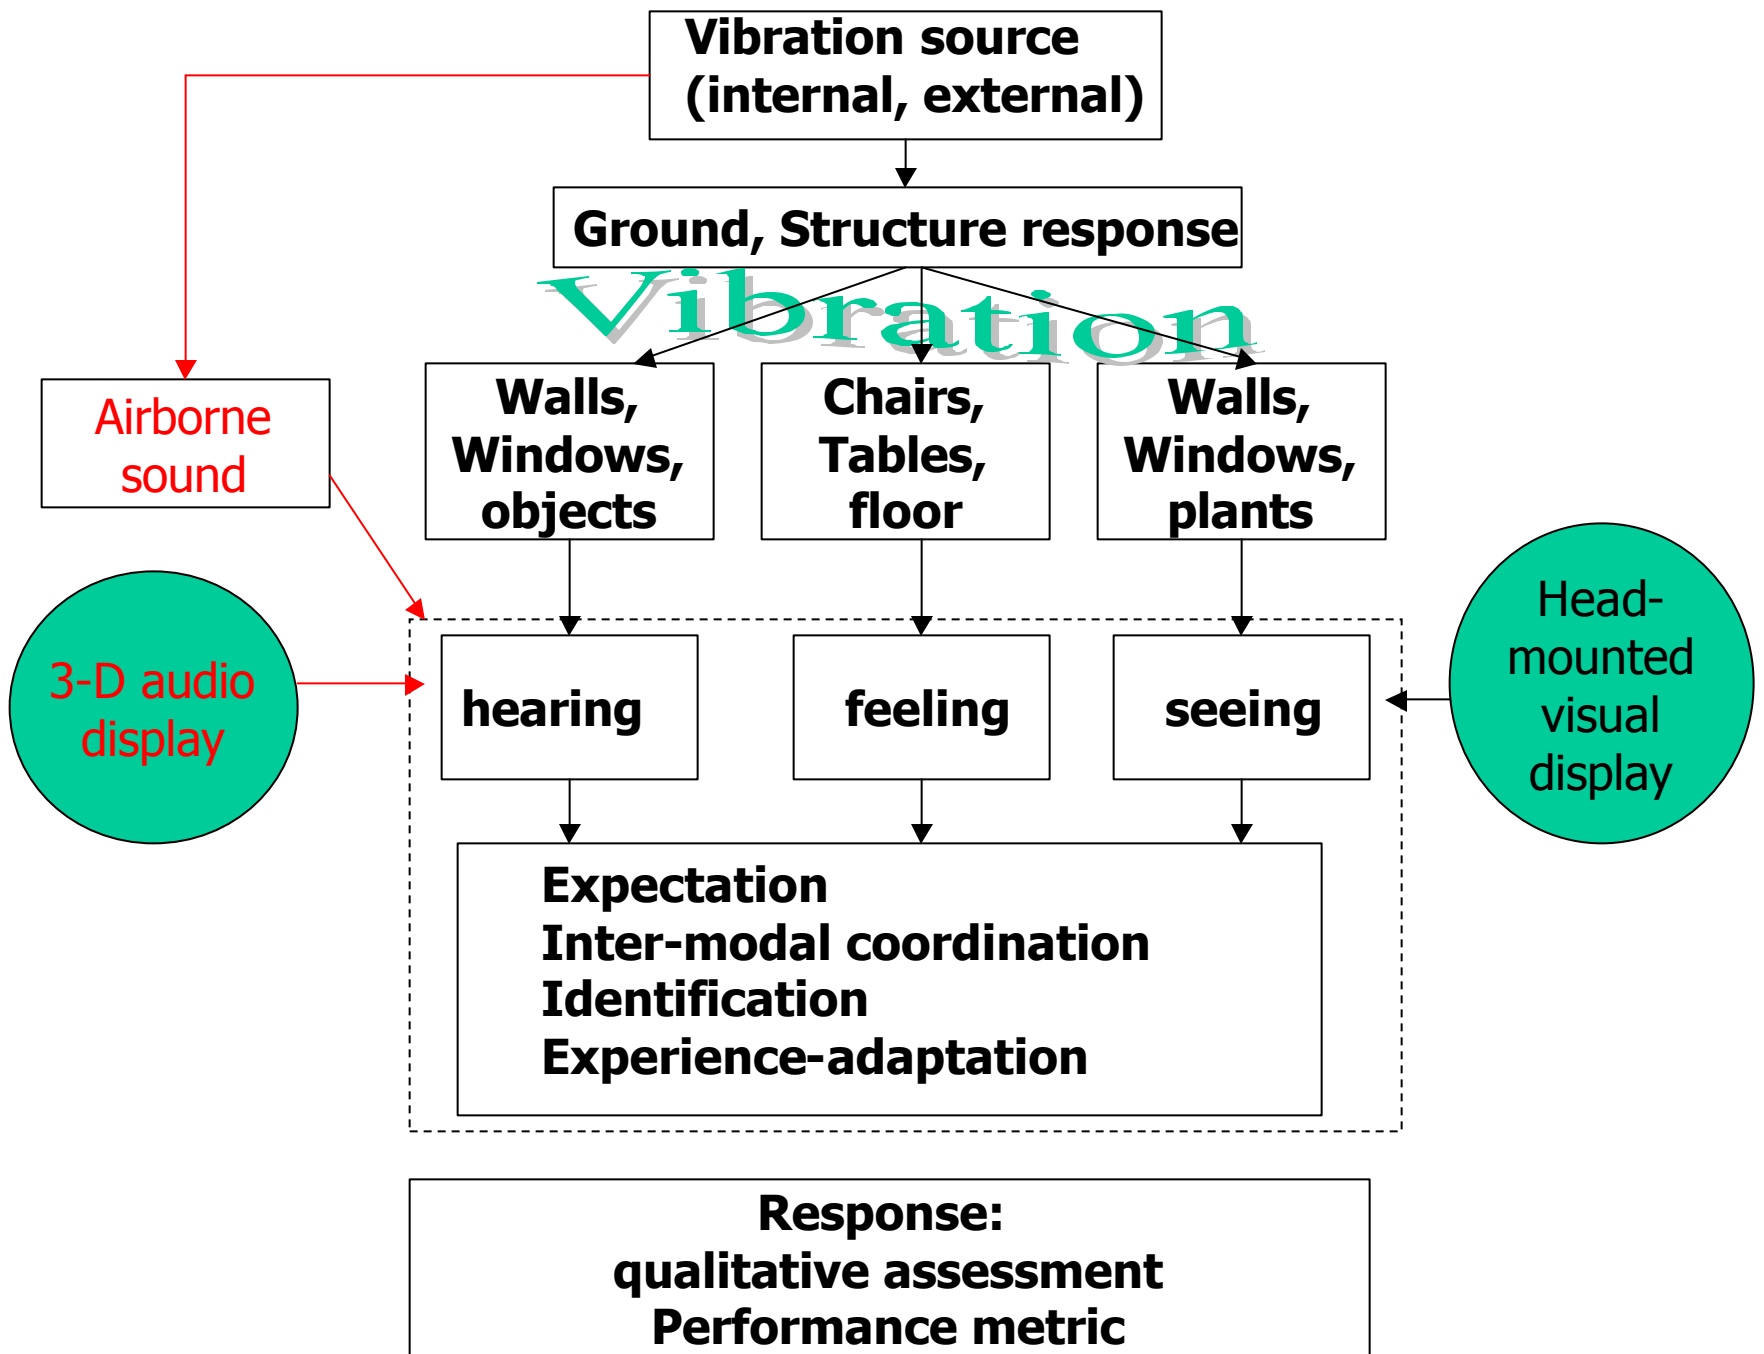 Vibration source
(internal, external)
Ground, Structure response
Vibration
Airborne
sound
Walls,
Windows,
objects
Chairs,
Tables,
floor
Walls,
Windows,
plants
3-D audio
display
hearing
feeling
seeing
Head-
mounted
visual
display
Expectation
Inter-modal coordination
Identification
Experience-adaptation
Response:
qualitative assessment
Performance metric